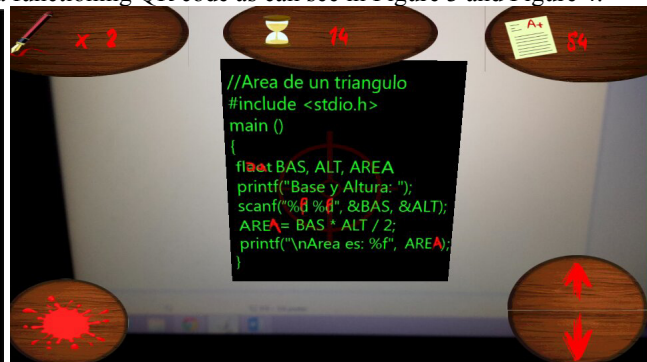 functioning QR code as can see in Figure 3 and Figure 4.
x 2
14
A+
84
//Area de un triangulo
#include <stdio.h>
main ()
{
float BAS, ALT, AREA
printf("Base y Altura: ");
scanf("%f %f", &BAS, &ALT);
AREA = BAS * ALT / 2;
printf("\nArea es: %f", AREA);
}